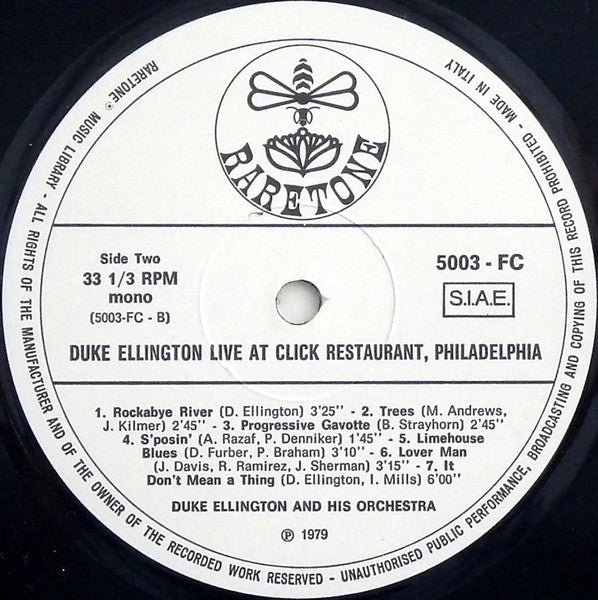 RARETONE
Side Two
33 1/3 RPM
mono
(5003-FC - B)
5003 - FC
S.I.A.E.
DUKE ELLINGTON LIVE AT CLICK RESTAURANT, PHILADELPHIA
1. Rockabye River (D. Ellington) 3'25'' - 2. Trees (M. Andrews,
J. Kilmer) 2'45'' - 3. Progressive Gavotte (B. Strayhorn) 2'45''
4. S'posin' (A. Razaf, P. Denniker) 1'45'' - 5. Limehouse
Blues (D. Furber, P. Braham) 3'10'' - 6. Lover Man
(J. Davis, R. Ramirez, J. Sherman) 3'15'' - 7. It
Don't Mean a Thing (D. Ellington, I. Mills) 6'00''
DUKE ELLINGTON AND HIS ORCHESTRA
℗ 1979
RARETONE® MUSIC LIBRARY - ALL RIGHTS OF THE MANUFACTURER AND OF THE OWNER OF THE RECORDED WORK RESERVED - UNAUTHORISED PUBLIC PERFORMANCE, BROADCASTING AND COPYING OF THIS RECORD PROHIBITED - MADE IN ITALY